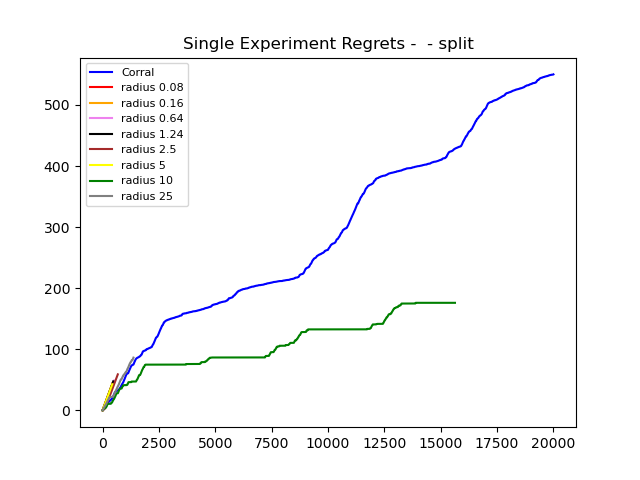 Single Experiment Regrets -  - split
Corral
radius 0.08
radius 0.16
radius 0.64
radius 1.24
radius 2.5
radius 5
radius 10
radius 25
500
400
300
200
100
0
0 2500 5000 7500 10000 12500 15000 17500 20000